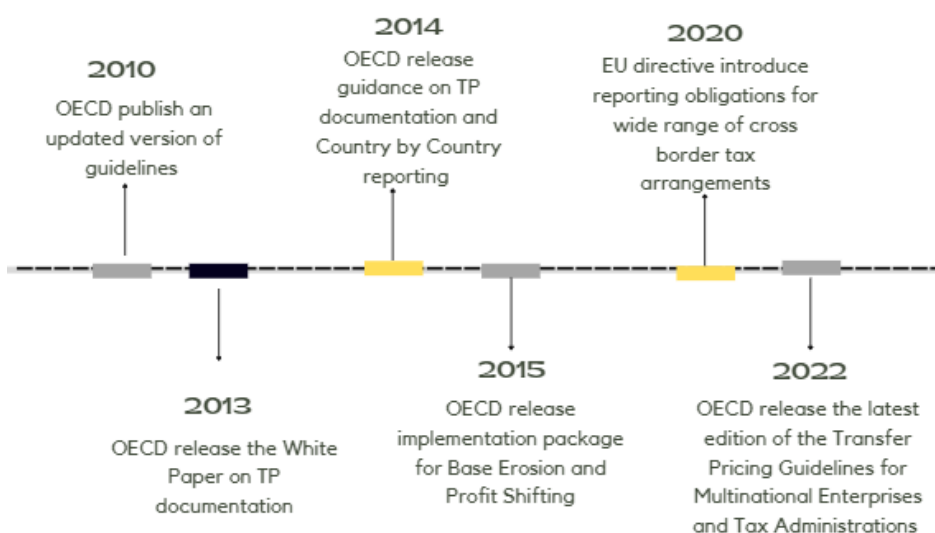 2010
OECD publish an
updated version of
guidelines
2013
OECD release the White
Paper on TP
documentation
2014
OECD release
guidance on TP
documentation and
Country by Country
reporting
2015
OECD release
implementation package
for Base Erosion and
Profit Shifting
2020
EU directive introduce
reporting obligations for
wide range of cross
border tax
arrangements
2022
OECD release the latest
edition of the Transfer
Pricing Guidelines for
Multinational Enterprises
and Tax Administrations